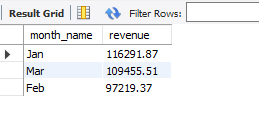 Result Grid Filter Rows:
month_name revenue
Jan 116291.87
Mar 109455.51
Feb 97219.37